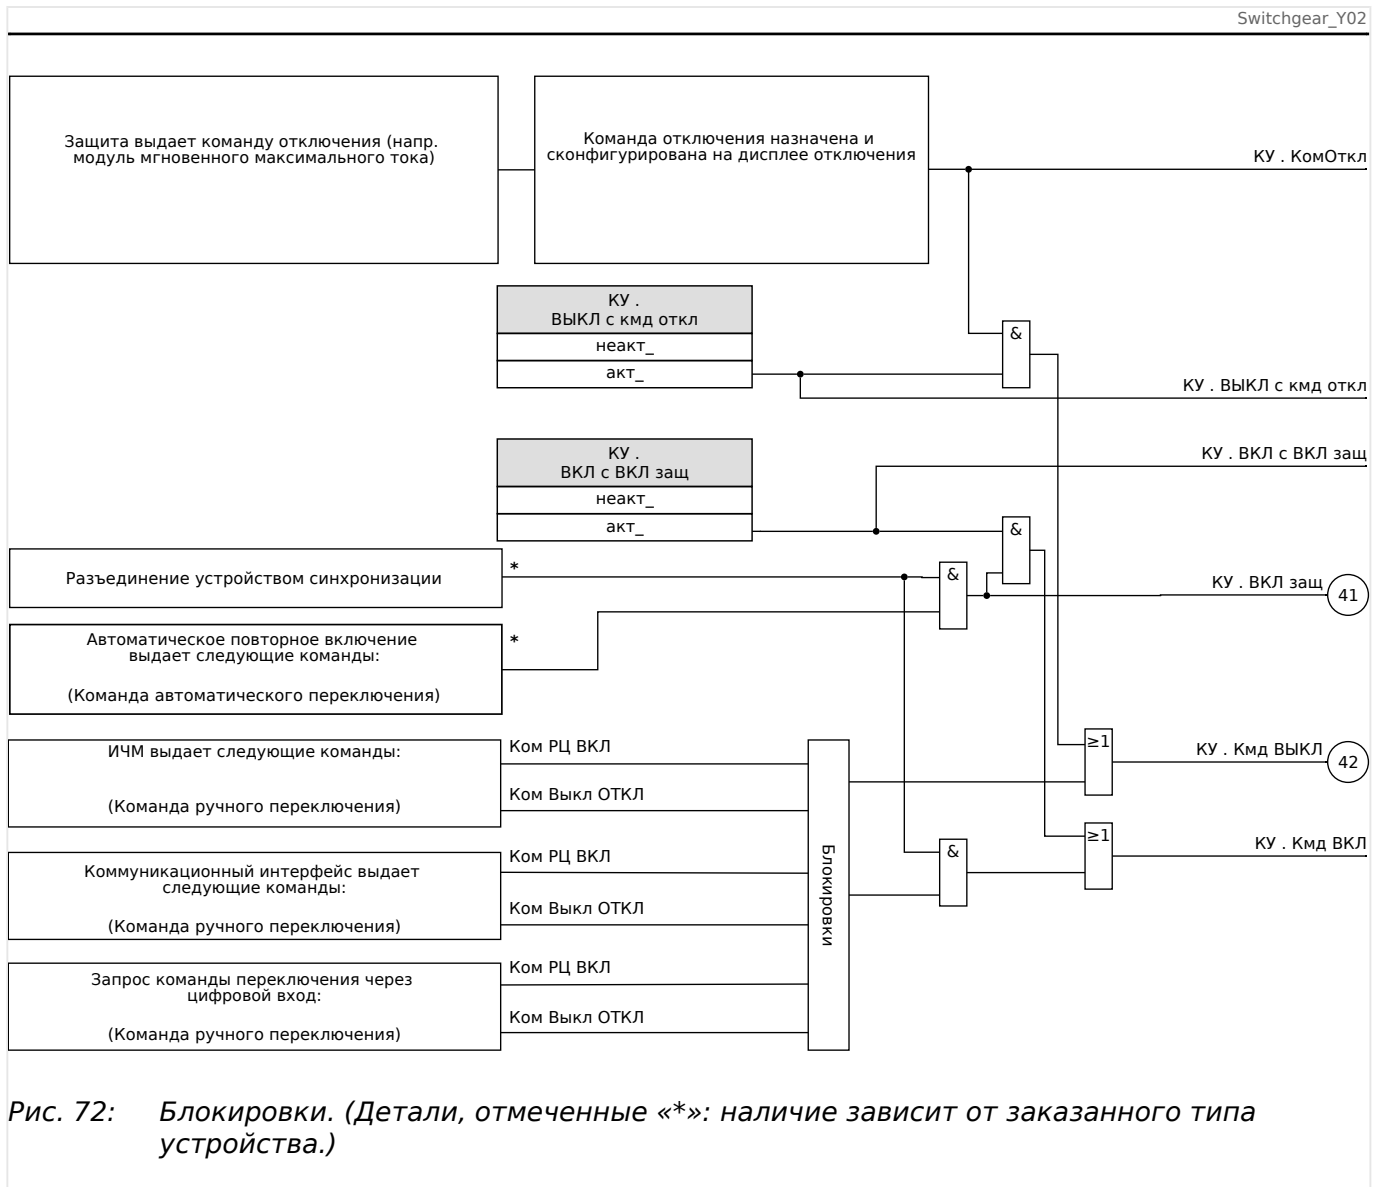 Switchgear_Y02
Защита выдает команду отключения (напр.
модуль мгновенного максимального тока)
Команда отключения назначена и
сконфигурирована на дисплее отключения
КУ . КомОткл
КУ .
ВЫКЛ с кмд откл
неакт_
акт_
&
КУ . ВЫКЛ с кмд откл
КУ .
ВКЛ с ВКЛ защ
неакт_
акт_
КУ . ВКЛ с ВКЛ защ
&
Разъединение устройством синхронизации
*
&
КУ . ВКЛ защ
41
Автоматическое повторное включение
выдает следующие команды:
(Команда автоматического переключения)
*
ИЧМ выдает следующие команды:
(Команда ручного переключения)
Ком РЦ ВКЛ
Ком Выкл ОТКЛ
≥1
КУ . Кмд ВЫКЛ
42
Коммуникационный интерфейс выдает
следующие команды:
(Команда ручного переключения)
Ком РЦ ВКЛ
Ком Выкл ОТКЛ
Блокировки
&
≥1
КУ . Кмд ВКЛ
Запрос команды переключения через
цифровой вход:
(Команда ручного переключения)
Ком РЦ ВКЛ
Ком Выкл ОТКЛ
Рис. 72: Блокировки. (Детали, отмеченные «*»: наличие зависит от заказанного типа
устройства.)